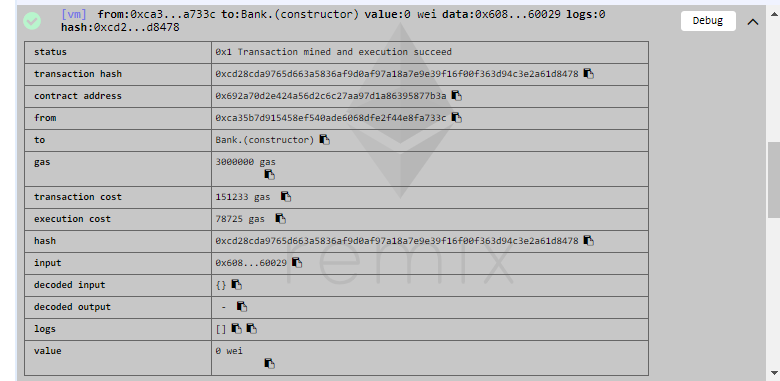 [vm] from:0xca3...a733c to:Bank.(constructor) value:0 wei data:0x608...60029 logs:0
hash:0xcd2...d8478
Debug
status 0x1 Transaction mined and execution succeed
transaction hash 0xcd28cda9765d663a5836af9d0af97a18a7e9e39f16f00f363d94c3e2a61d8478
contract address 0x692a70d2e424a56d2c6c27aa97d1a86395877b3a
from 0xca35b7d915458ef540ade6068dfe2f44e8fa733c
to Bank.(constructor)
gas 3000000 gas
transaction cost 151233 gas
execution cost 78725 gas
hash 0xcd28cda9765d663a5836af9d0af97a18a7e9e39f16f00f363d94c3e2a61d8478
input 0x608...60029
decoded input {}
decoded output -
logs []
value 0 wei
remix